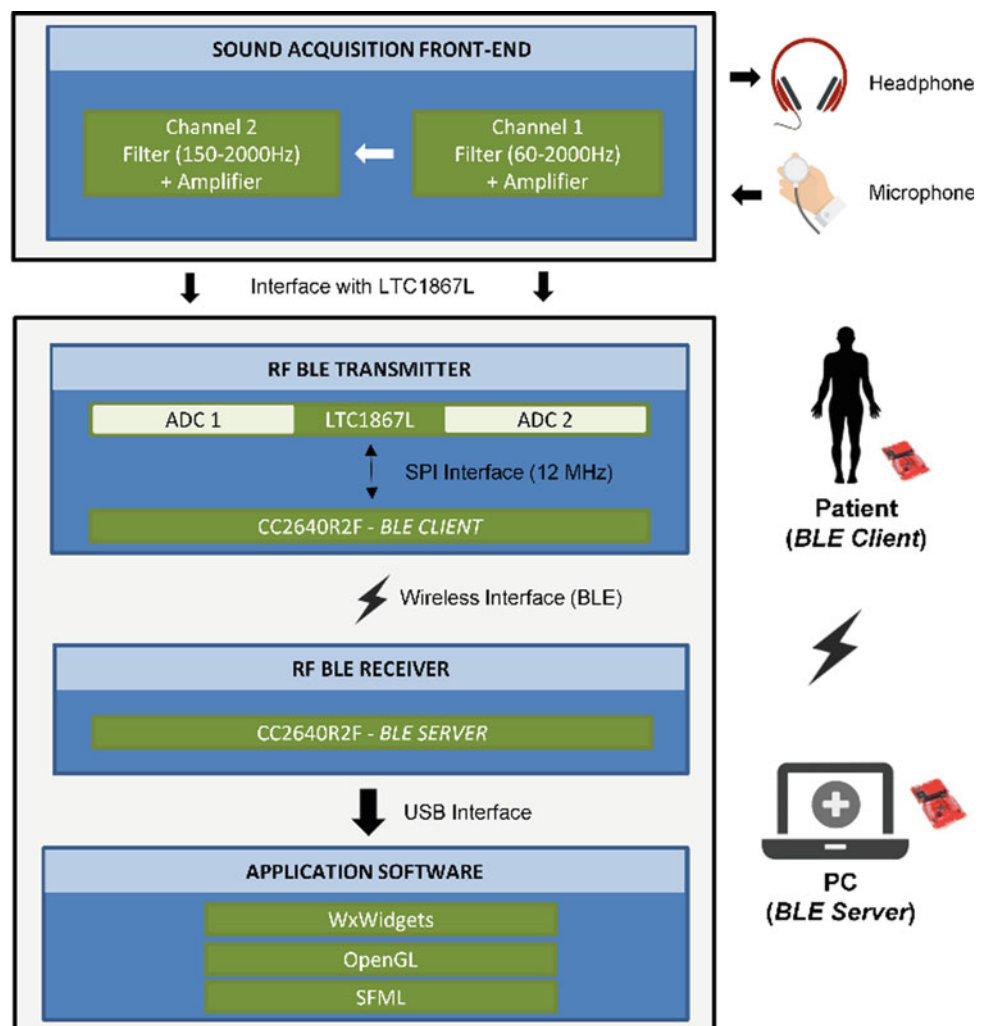 SOUND ACQUISITION FRONT-END
Channel 2
Filter (150-2000Hz)
+ Amplifier
Channel 1
Filter (60-2000Hz)
+ Amplifier
Headphone
Microphone
Interface with LTC1867L
RF BLE TRANSMITTER
ADC 1
LTC1867L
ADC 2
SPI Interface (12 MHz)
CC2640R2F - BLE CLIENT
Patient
(BLE Client)
Wireless Interface (BLE)
RF BLE RECEIVER
CC2640R2F - BLE SERVER
USB Interface
PC
(BLE Server)
APPLICATION SOFTWARE
WxWidgets
OpenGL
SFML